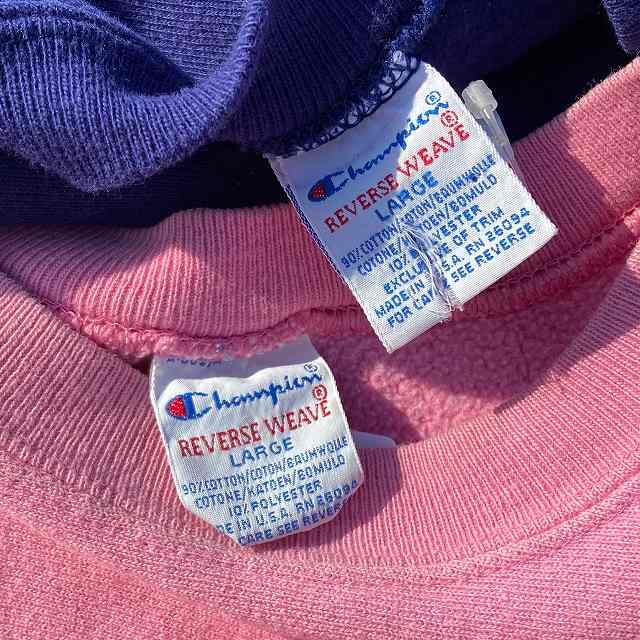 Champion®
REVERSE WEAVE®
LARGE
90% COTTON/COTON/BAUMWOLLE
COTONE/KATOEN/BOMULD
10% POLYESTER
EXCLUSIVE OF TRIM
MADE IN U.S.A. RN 26094
FOR CARE SEE REVERSE
Champion®
REVERSE WEAVE®
LARGE
90% COTTON/COTON/BAUMWOLLE
COTONE/KATOEN/BOMULD
10% POLYESTER
MADE IN U.S.A. RN 26094
CARE SEE REVERSE